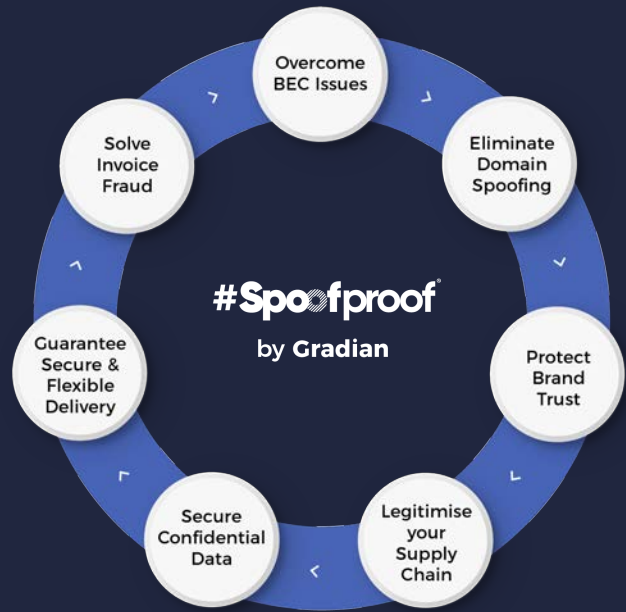 Overcome
BEC Issues
Eliminate
Domain
Spoofing
Protect
Brand
Trust
Legitimise
your
Supply
Chain
Secure
Confidential
Data
Guarantee
Secure &
Flexible
Delivery
Solve
Invoice
Fraud
#Spoofproof®
by Gradian